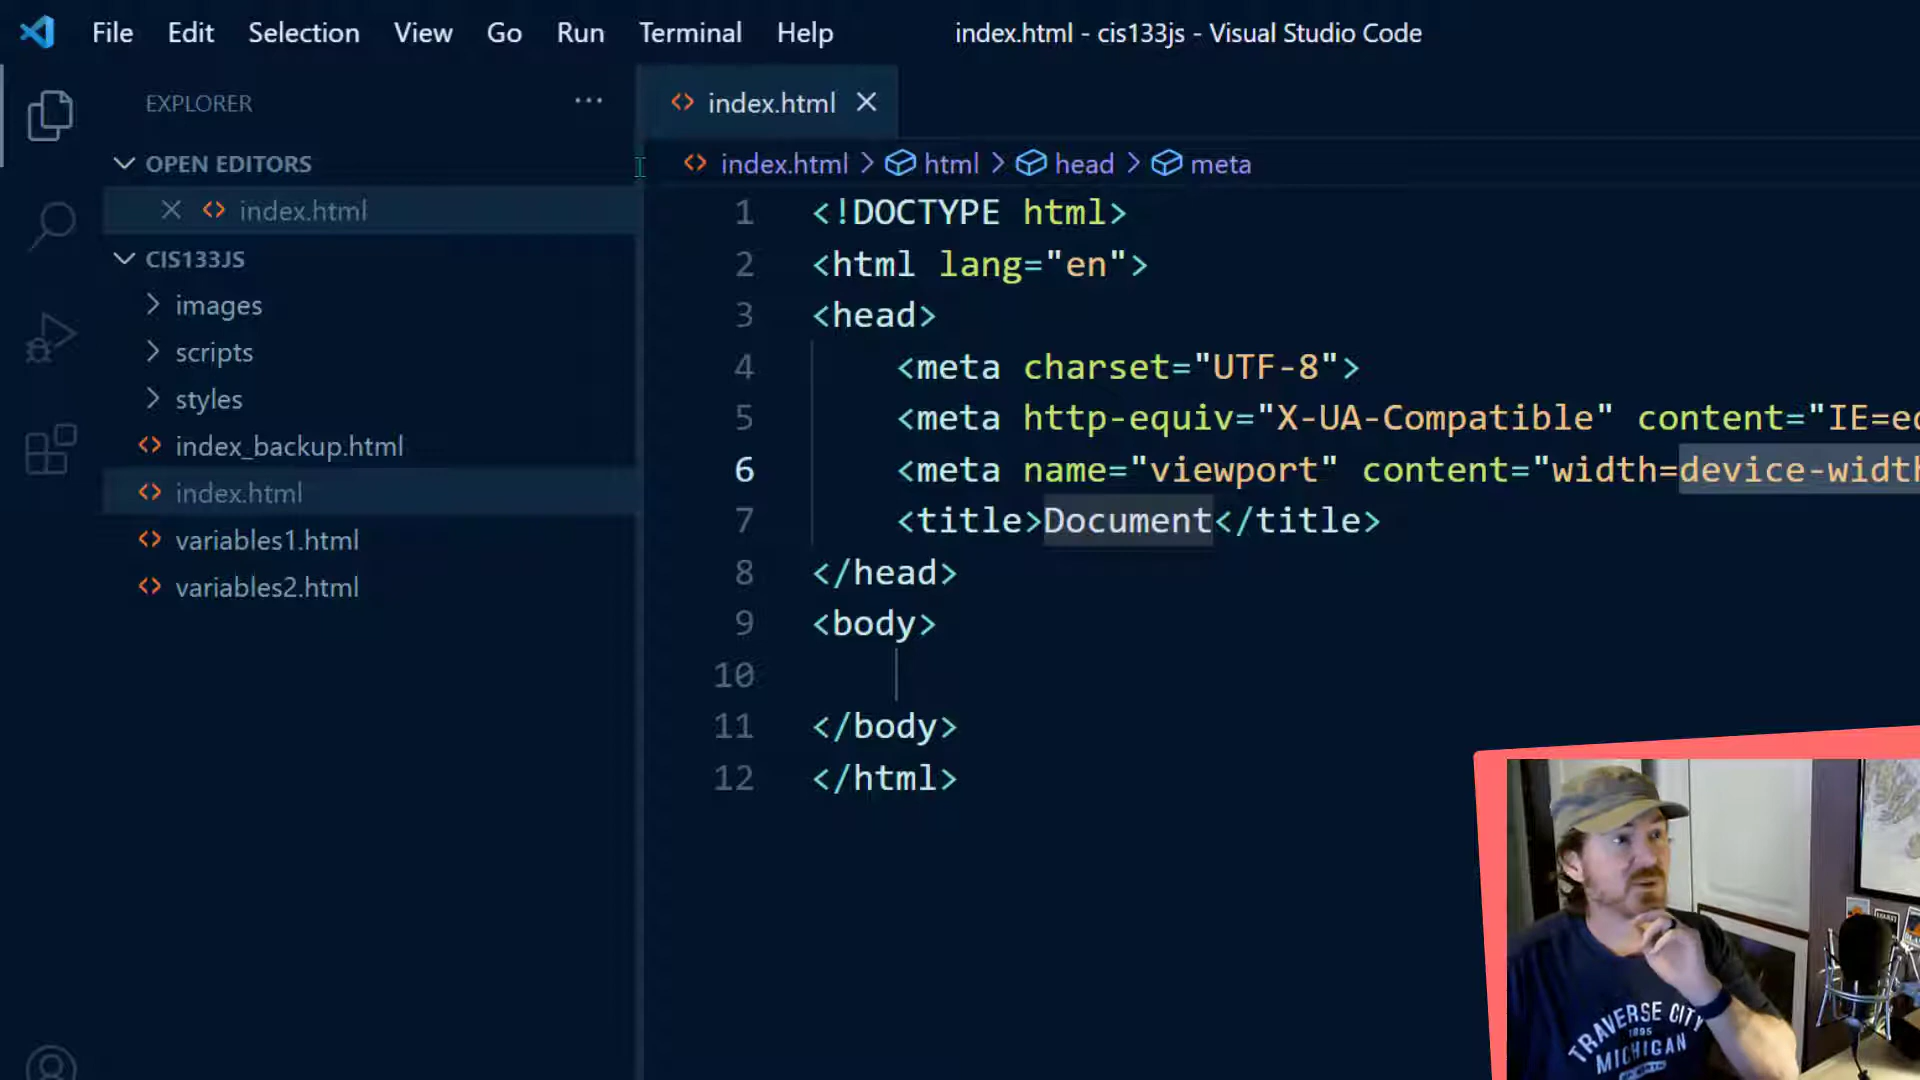 File Edit Selection View Go Run Terminal Help
index.html - cis133js - Visual Studio Code
EXPLORER
OPEN EDITORS
index.html
CIS133JS
images
scripts
styles
index_backup.html
index.html
variables1.html
variables2.html
index.html
index.html > html > head > meta
1 <!DOCTYPE html>
2 <html lang="en">
3 <head>
4 <meta charset="UTF-8">
5 <meta http-equiv="X-UA-Compatible" content="IE=ed
6 <meta name="viewport" content="width=device-width
7 <title>Document</title>
8 </head>
9 <body>
10
11 </body>
12 </html>
TRAVERSE CITY
1895
MICHIGAN